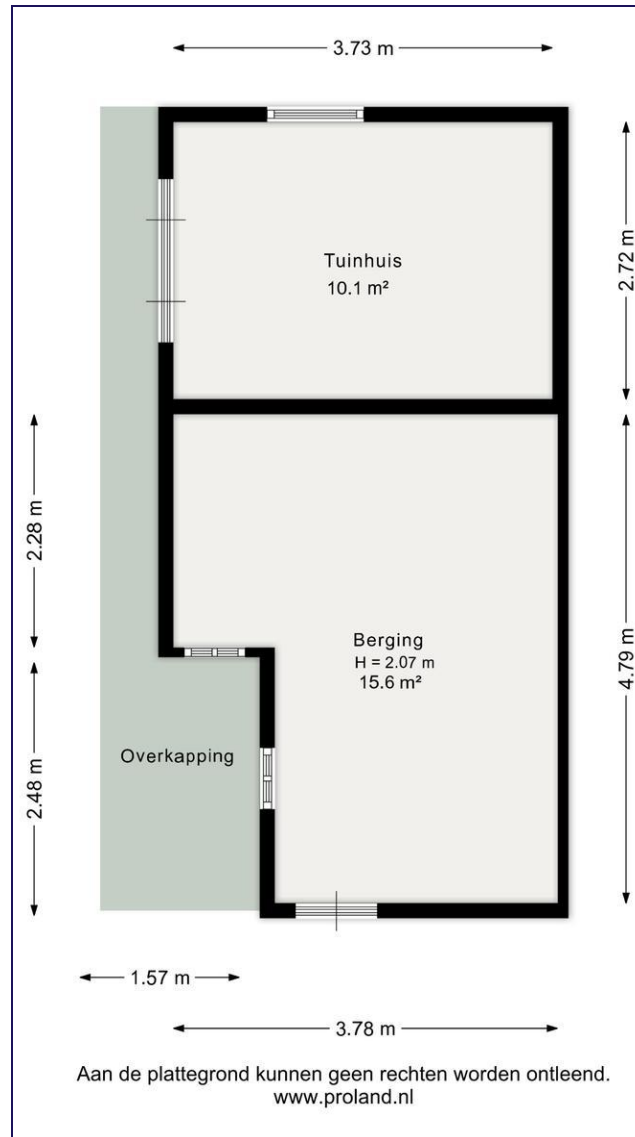 3.73 m
Tuinhuis
10.1 m²
2.72 m
2.28 m
Berging
H = 2.07 m
15.6 m²
4.79 m
Overkapping
2.48 m
1.57 m
3.78 m
Aan de plattegrond kunnen geen rechten worden ontleend.
www.proland.nl